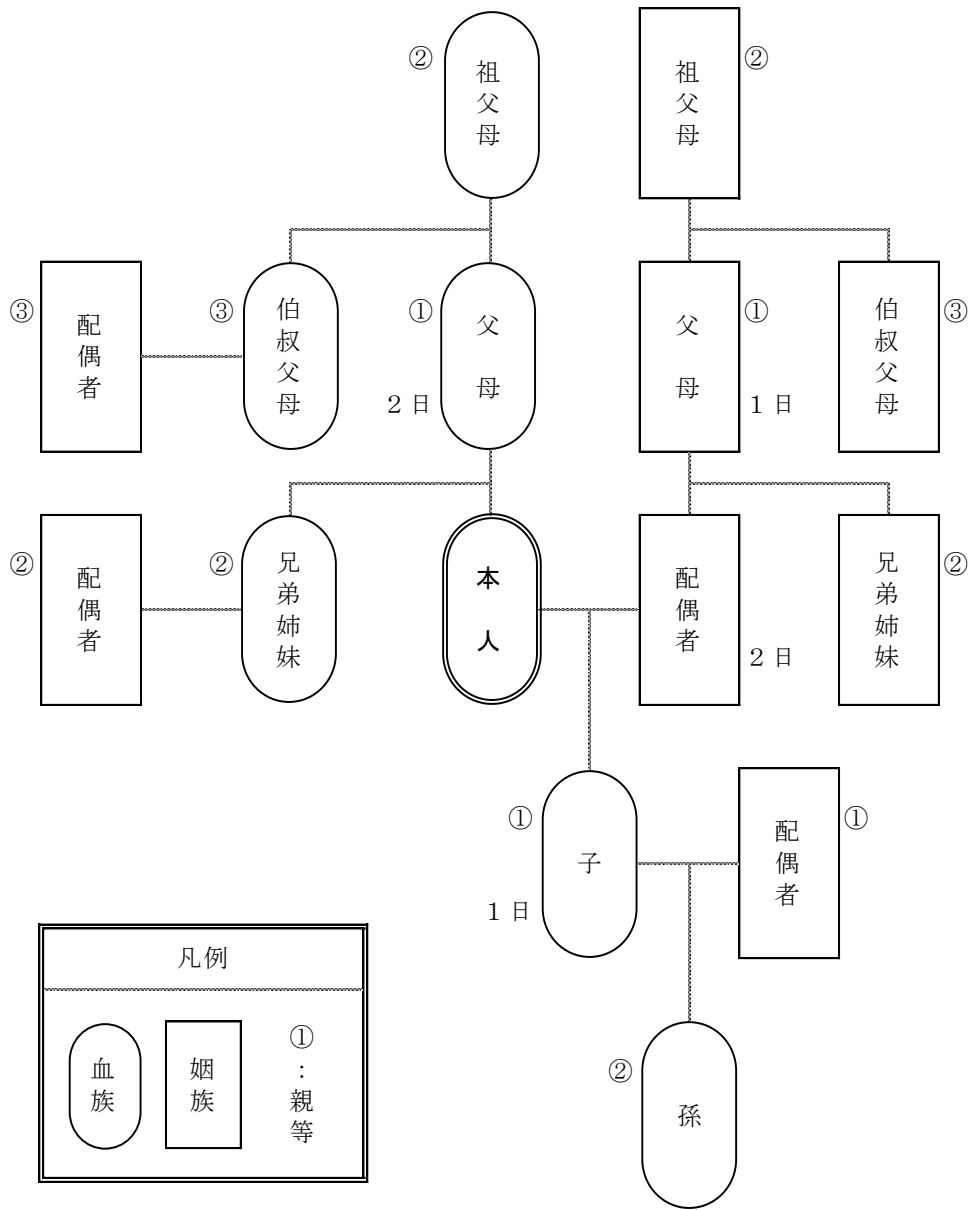 ② 祖父母 祖父母 ②
③ 配偶者 ③ 伯叔父母 ① 父母 2日 父母 ① 1日 伯叔父母 ③
② 配偶者 ② 兄弟姉妹 本人 配偶者 2日 兄弟姉妹 ②
① 子 1日 配偶者 ①
② 孫
凡例
血族 姻族 ①:親等